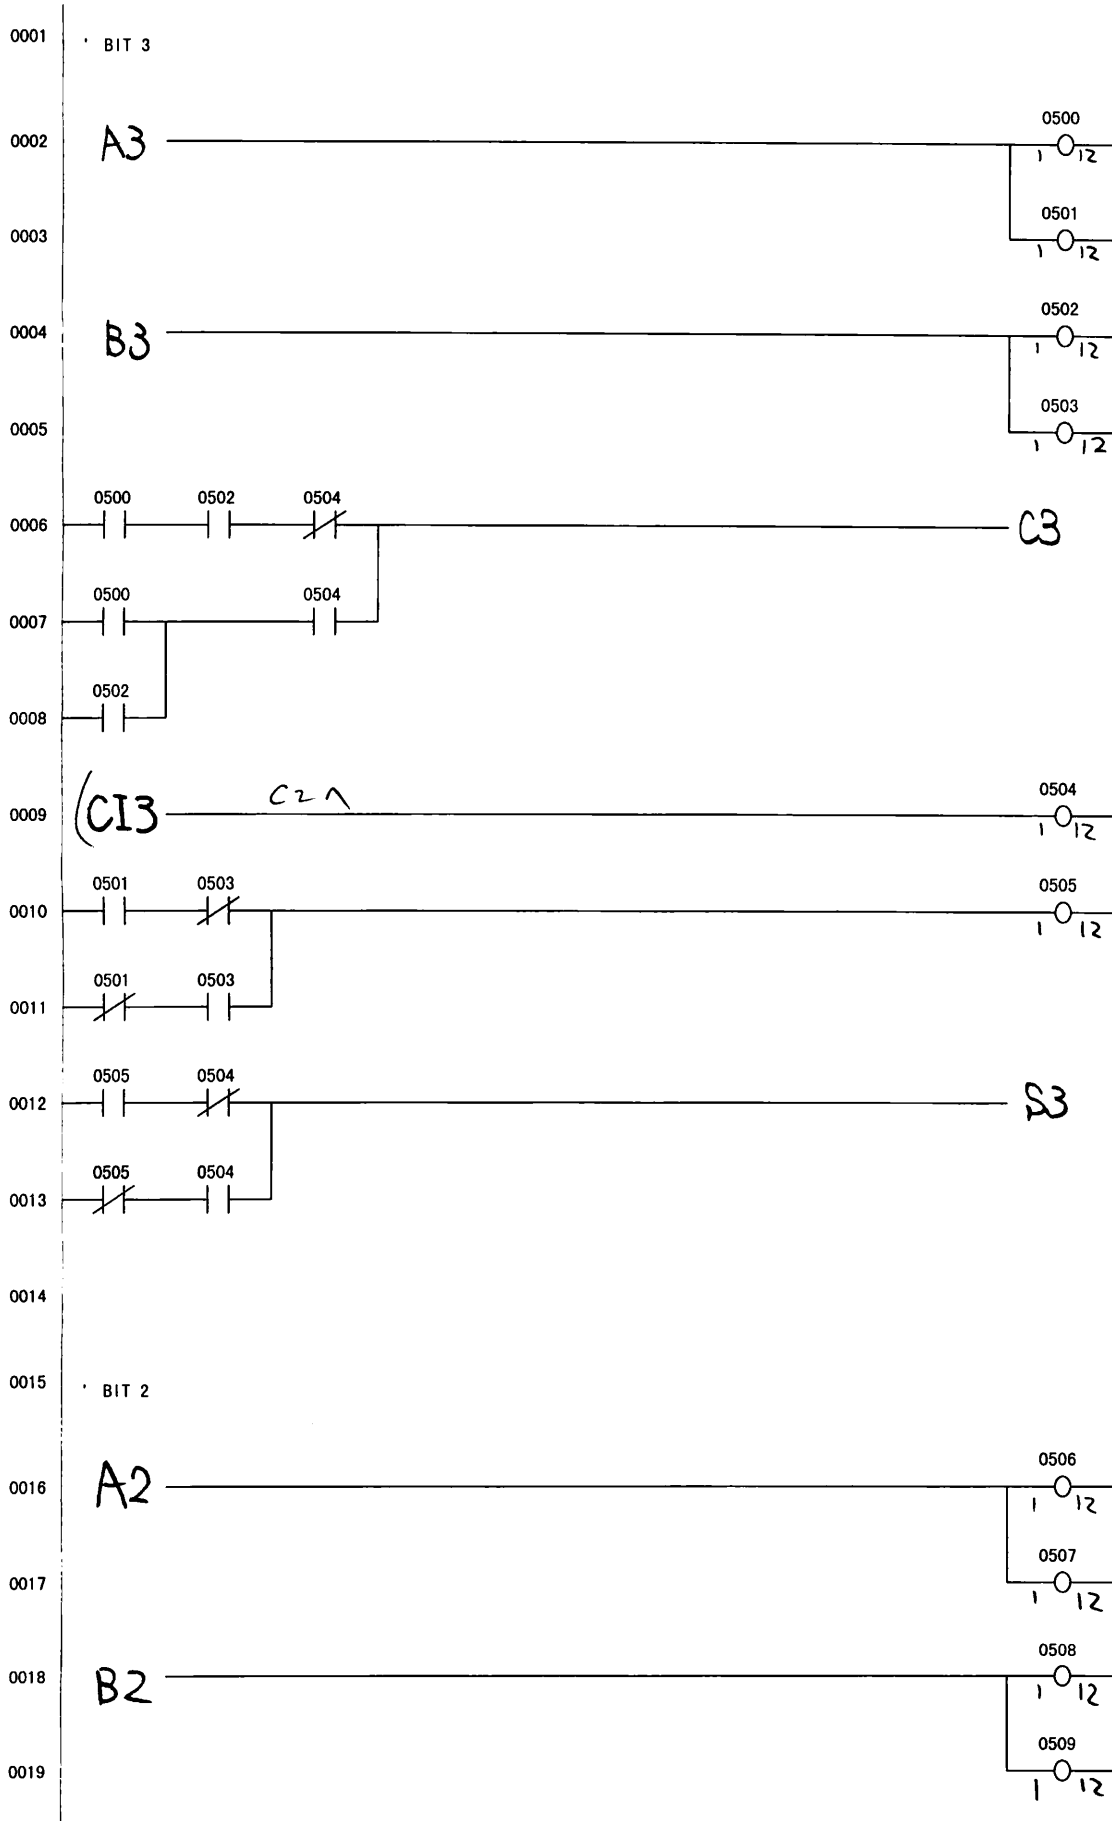 0001 ' BIT 3
0500
0002 A3 1 12
0501
0003 1 12
0502
0004 B3 1 12
0503
0005 1 12
0500 0502 0504
0006 C3
0500 0504
0007
0502
0008
0504
0009 (CI3 C2へ 1 12
0501 0503 0505
0010 1 12
0501 0503
0011
0505 0504
0012 S3
0505 0504
0013
0014
0015 ' BIT 2
0506
0016 A2 1 12
0507
0017 1 12
0508
0018 B2 1 12
0509
0019 1 12